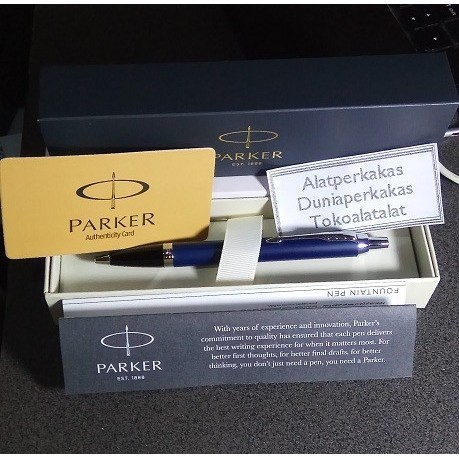 PARKER
EST. 1888
PARKER
Authenticity Card
Alatperkakas
Duniaperkakas
Tokoalatalat
FOUNTAIN PEN
PARKER
EST. 1888
With years of experience and innovation, Parker's
commitment to quality has ensured that each pen delivers
the best writing experience for when it matters most. For
better first thoughts, for better final drafts, for better
thinking, you don't just need a pen, you need a Parker.